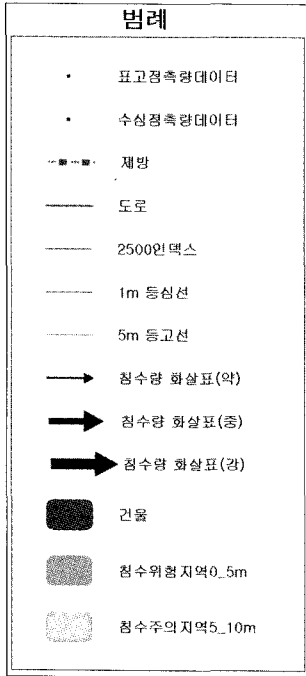 범례
표고점측량데이터
수심점측량데이터
제방
도로
2500인덱스
1m 등심선
5m 등고선
침수량 화살표(약)
침수량 화살표(중)
침수량 화살표(강)
건물
침수위험지역0_5m
침수주의지역5_10m